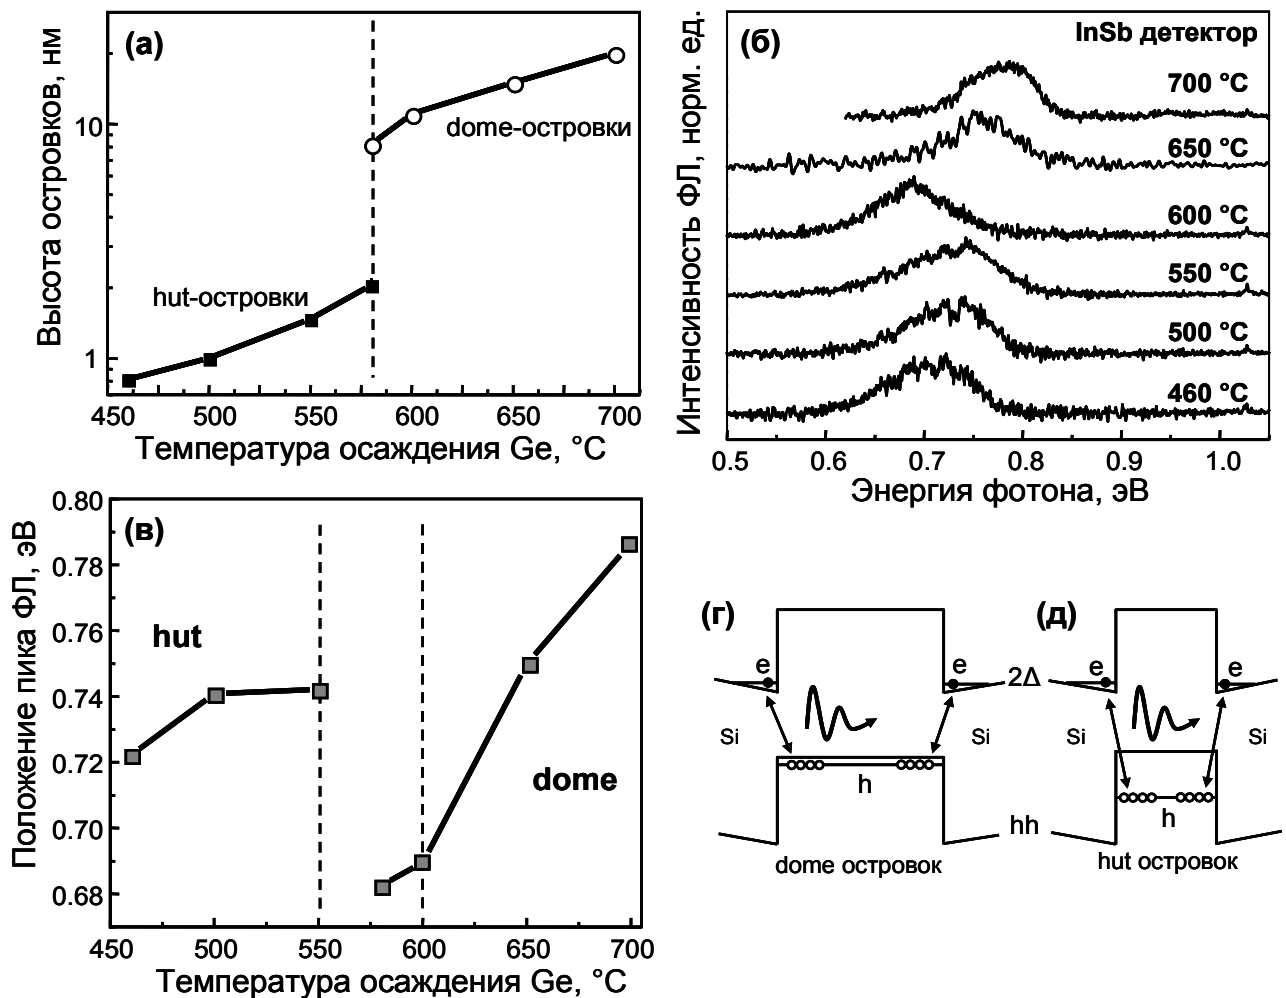 (а)
Высота островков, нм
10
1
dome-островки
hut-островки
450 500 550 600 650 700
Температура осаждения Ge, °C
(б)
InSb детектор
Интенсивность ФЛ, норм. ед.
700 °C
650 °C
600 °C
550 °C
500 °C
460 °C
0.5 0.6 0.7 0.8 0.9 1.0
Энергия фотона, эВ
(в)
Положение пика ФЛ, эВ
0.80
0.78
0.76
0.74
0.72
0.70
0.68
hut
dome
450 500 550 600 650 700
Температура осаждения Ge, °C
(г)
e e
2Δ
Si Si
h
hh
dome островок
(д)
e e
Si Si
h
hut островок